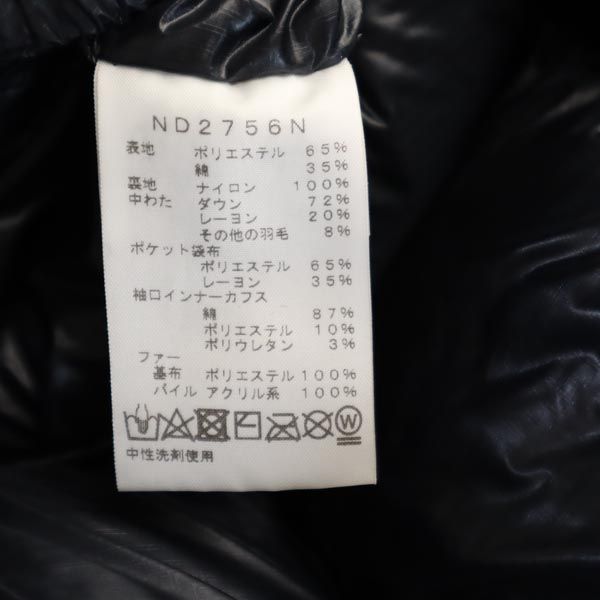 ND2756N
表地 ポリエステル 65%
綿 35%
裏地 ナイロン 100%
中わた ダウン 72%
レーヨン 20%
その他の羽毛 8%
ポケット袋布
ポリエステル 65%
レーヨン 35%
袖口インナーカフス
綿 87%
ポリエステル 10%
ポリウレタン 3%
ファー
基布 ポリエステル 100%
パイル アクリル系 100%
W
中性洗剤使用